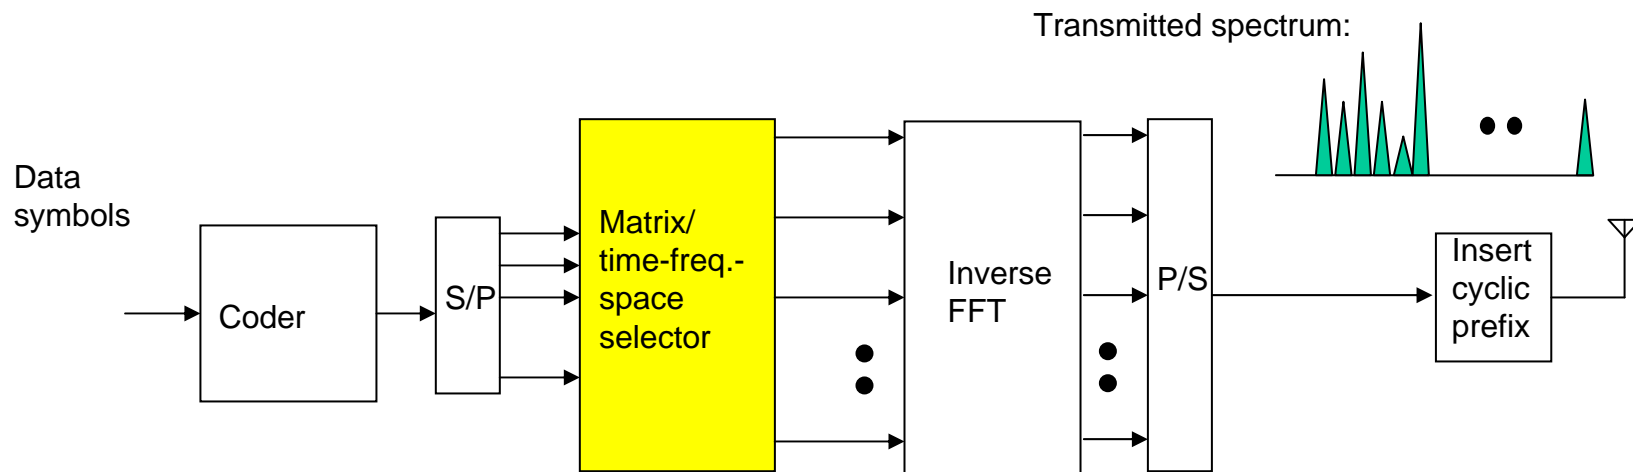 Transmitted spectrum:
Data
symbols
Coder
S/P
Matrix/
time-freq.-
space
selector
Inverse
FFT
P/S
Insert
cyclic
prefix